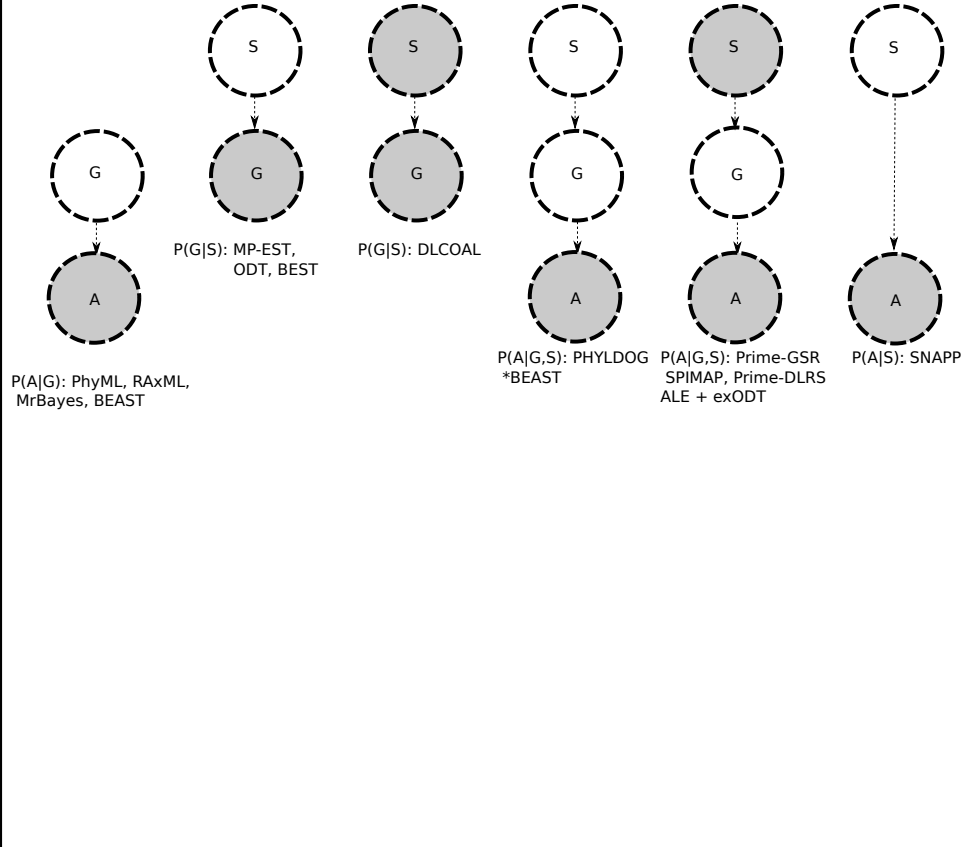 S
S
S
S
S
G
G
G
G
G
A
A
A
A
P(G|S): MP-EST,
ODT, BEST
P(G|S): DLCOAL
P(A|G,S): PHYLDOG
*BEAST
P(A|G,S): Prime-GSR
SPIMAP, Prime-DLRS
ALE + exODT
P(A|S): SNAPP
P(A|G): PhyML, RAxML,
MrBayes, BEAST